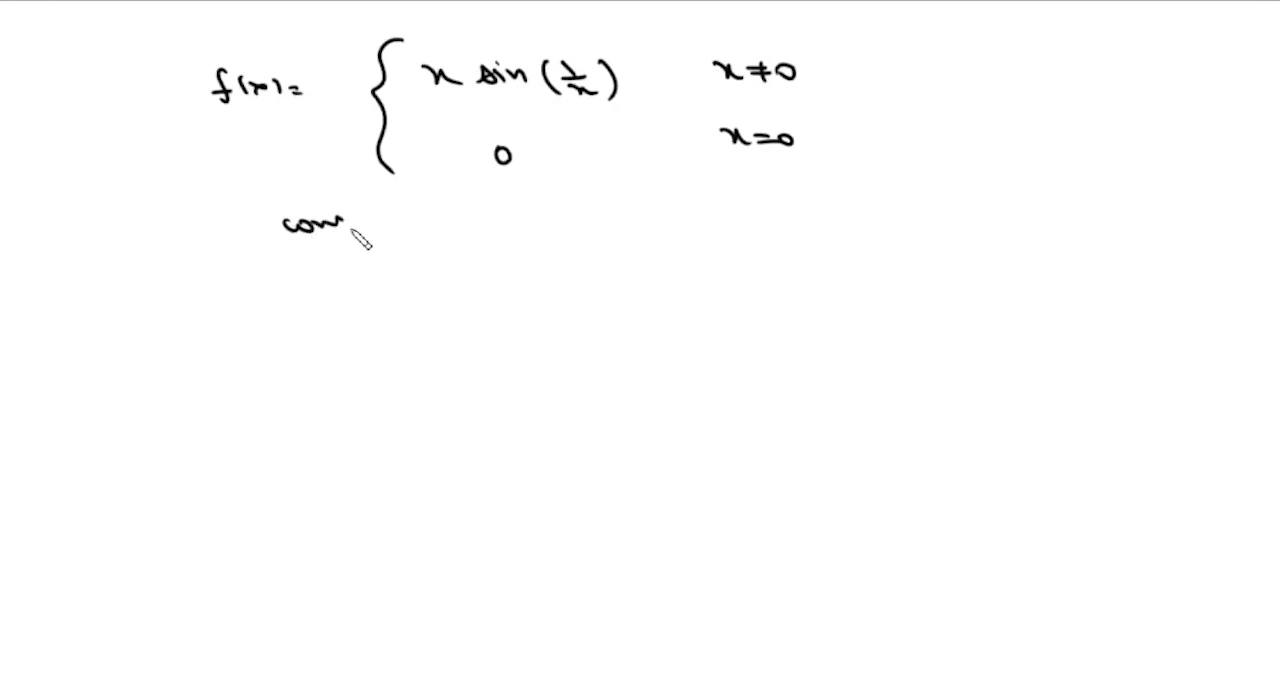 f(x) = { x sin(1/x) x≠0
0 x=0
con